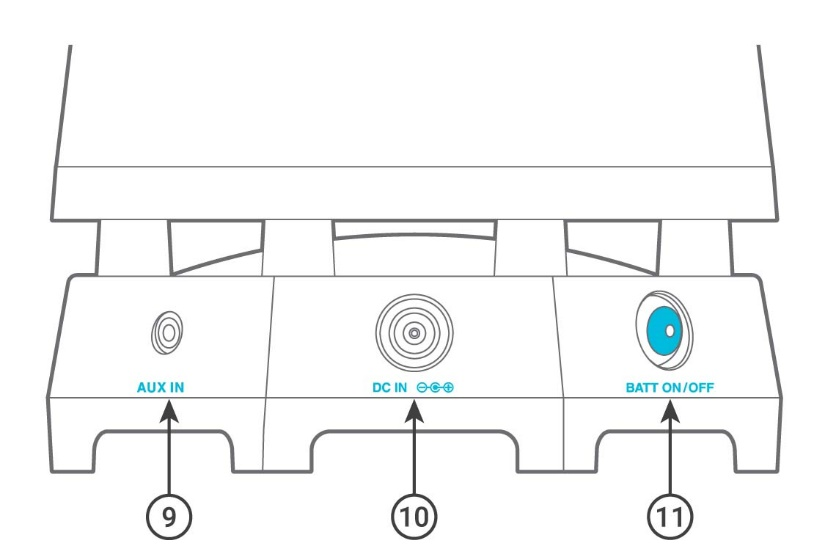 AUX IN
DC IN
BATT ON/OFF
9
10
11